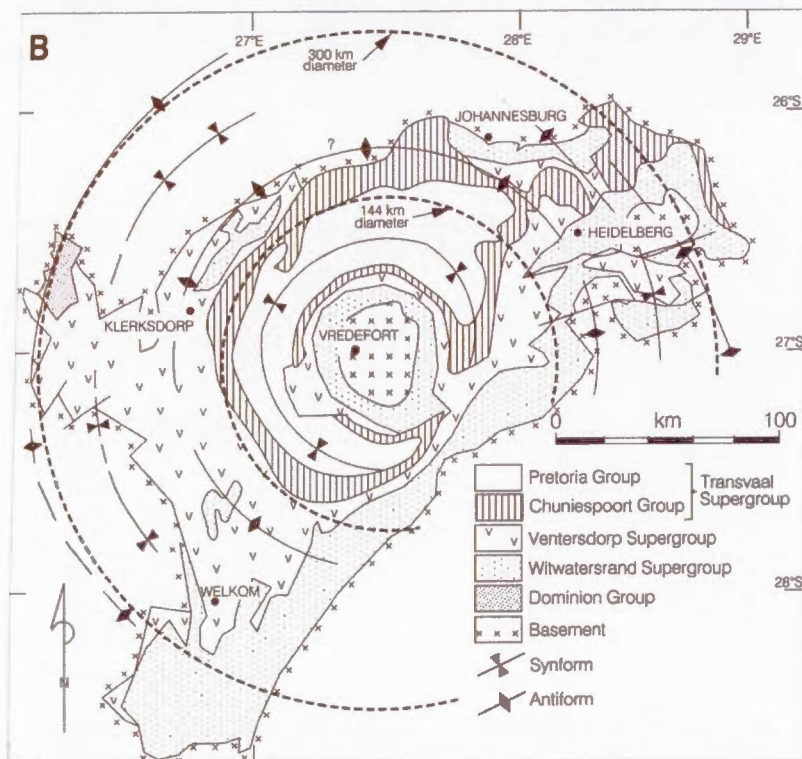 B
27°E
28°E
29°E
300 km
diameter
26°S
JOHANNESBURG
?
144 km
diameter
HEIDELBERG
KLERKSDORP
VREDEFORT
27°S
0 km 100
Pretoria Group
Transvaal
Supergroup
Chuniespoort Group
Ventersdorp Supergroup
Witwatersrand Supergroup
Dominion Group
28°S
WELKOM
Basement
Synform
Antiform